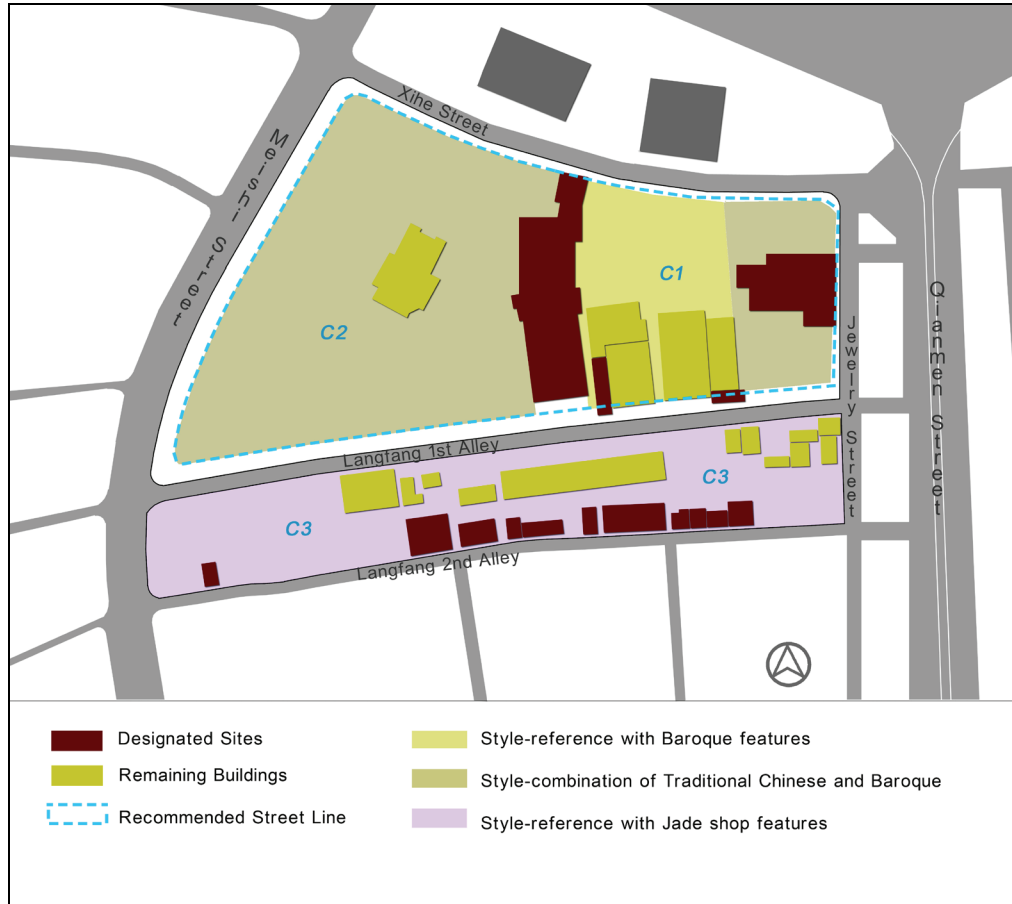 Xihe Street
Meishi Street
C1
C2
Qianmen Street
Jewelry Street
Langfang 1st Alley
C3
C3
Langfang 2nd Alley
Designated Sites
Remaining Buildings
Recommended Street Line
Style-reference with Baroque features
Style-combination of Traditional Chinese and Baroque
Style-reference with Jade shop features